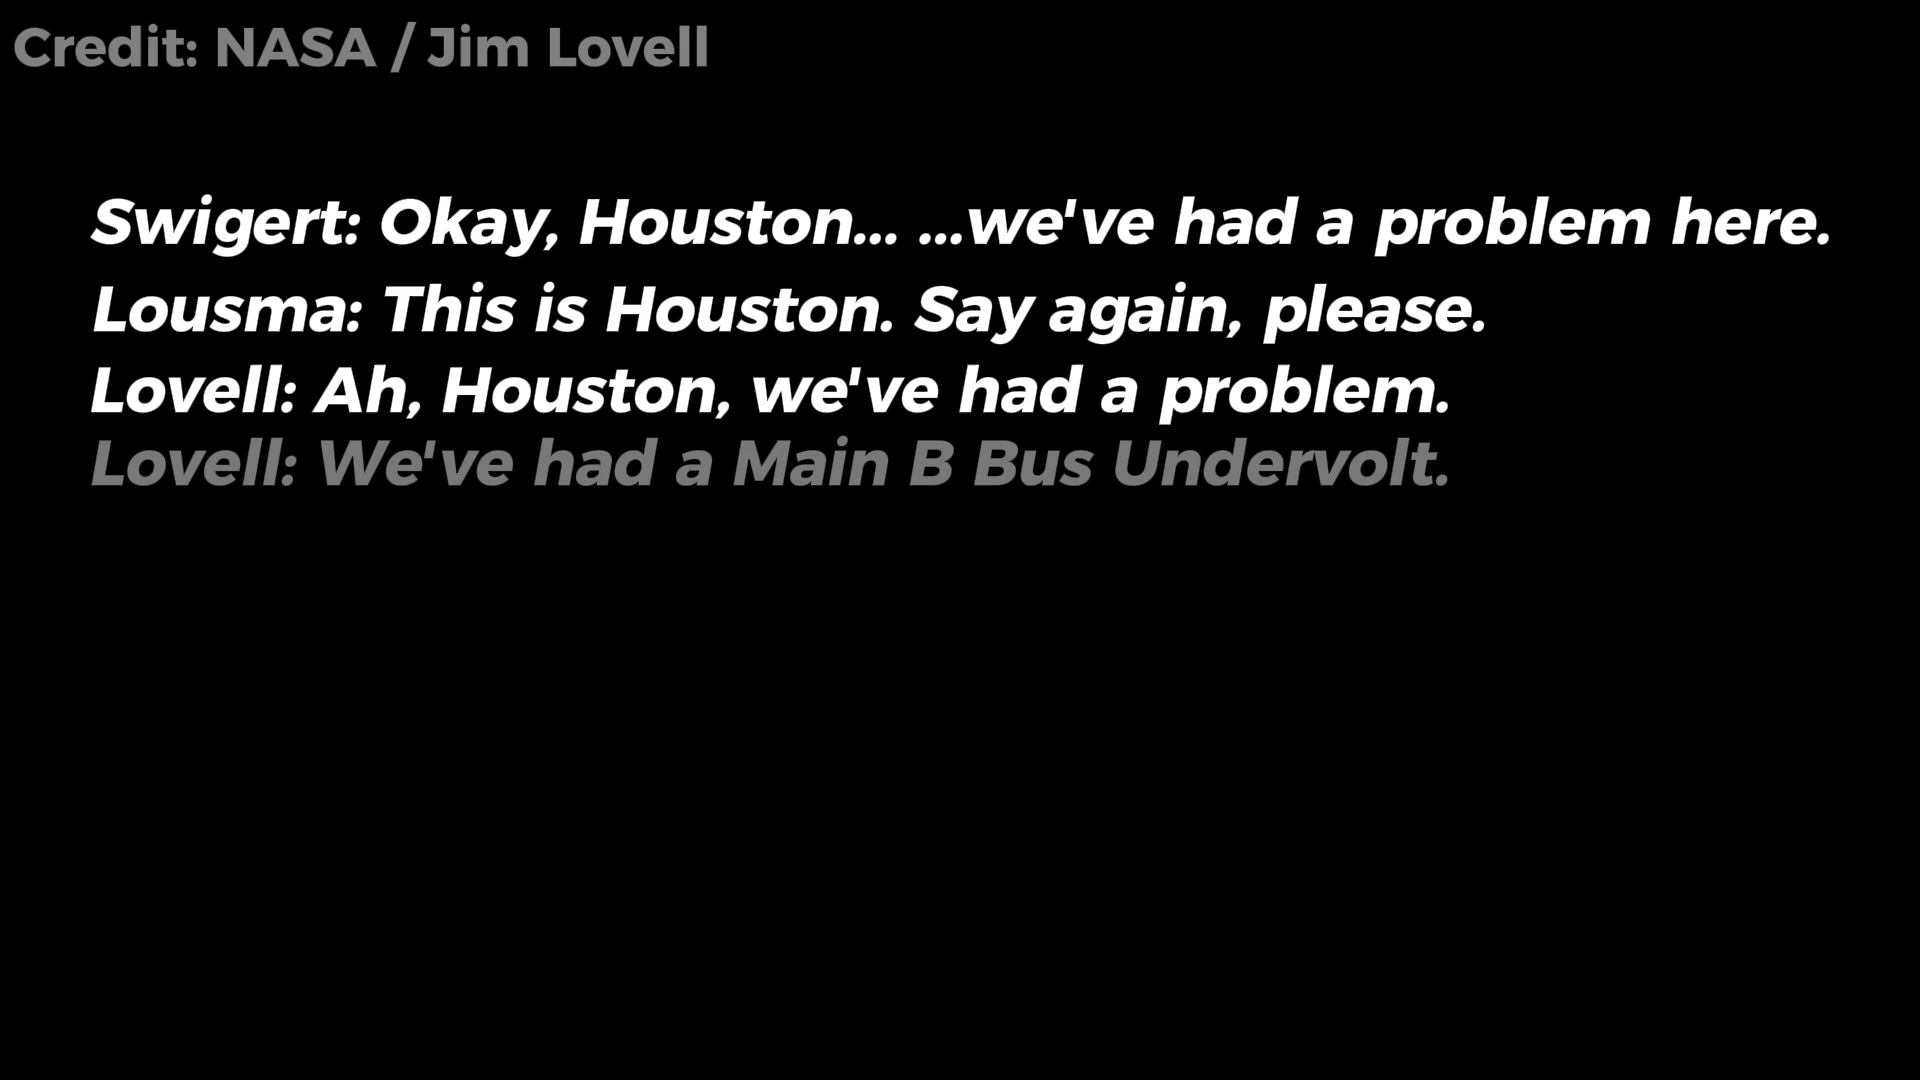 Credit: NASA / Jim Lovell
Swigert: Okay, Houston... ...we've had a problem here.
Lousma: This is Houston. Say again, please.
Lovell: Ah, Houston, we've had a problem.
Lovell: We've had a Main B Bus Undervolt.